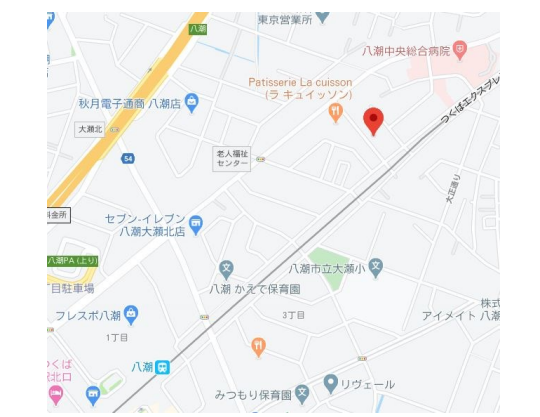 東京営業所
八潮
八潮中央総合病院
Patisserie La cuisson
(ラ キュイッソン)
つくばエクスプレ
秋月電子通商 八潮店
大瀬北
54
老人福祉
センター
大正通り
料金所
セブン-イレブン
八潮大瀬北店
八潮PA (上り)
八潮市立大瀬小
八潮 かえで保育園
目駐車場
フレスポ八潮
3丁目
株式
アイメイト 八潮
1丁目
八潮
つくば
北口
リヴェール
みつもり保育園